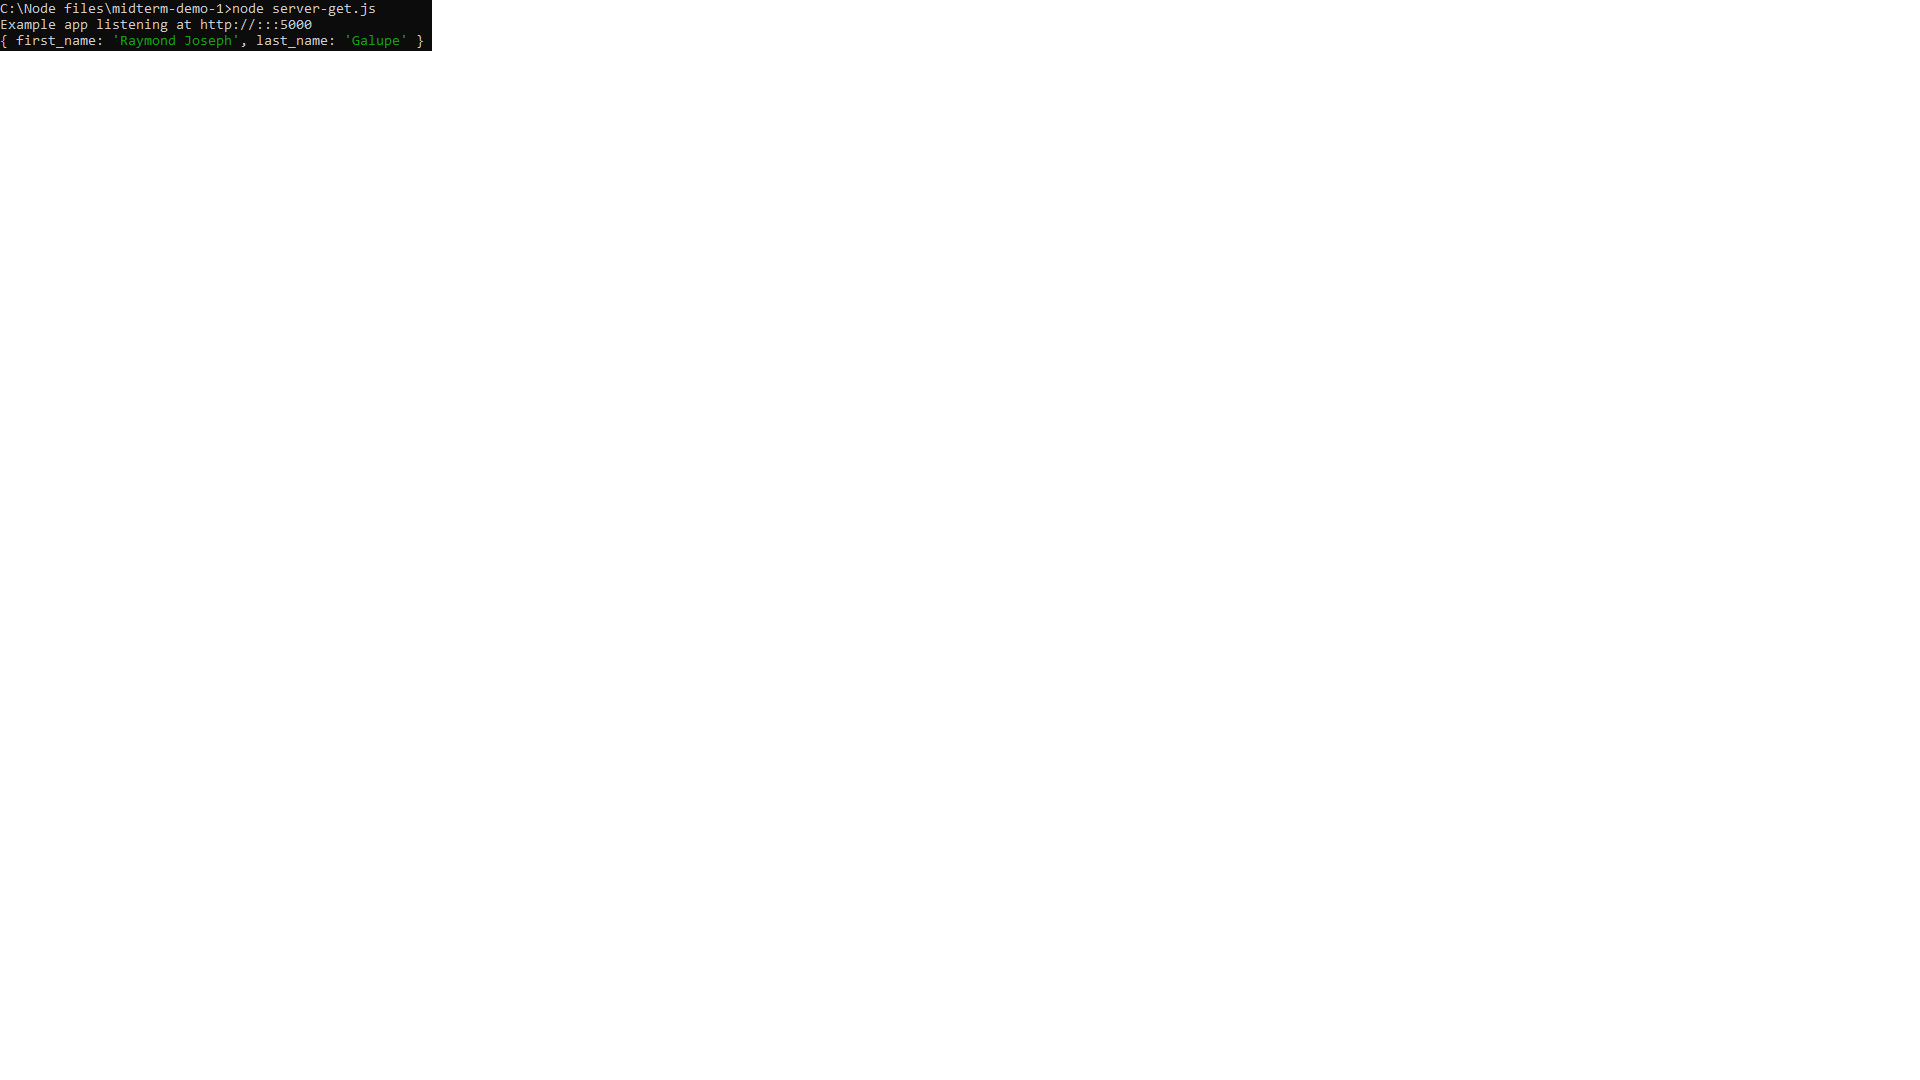 C:\Node files\midterm-demo-1>node server-get.js
Example app listening at http://:::5000
{ first_name: 'Raymond Joseph', last_name: 'Galupe' }